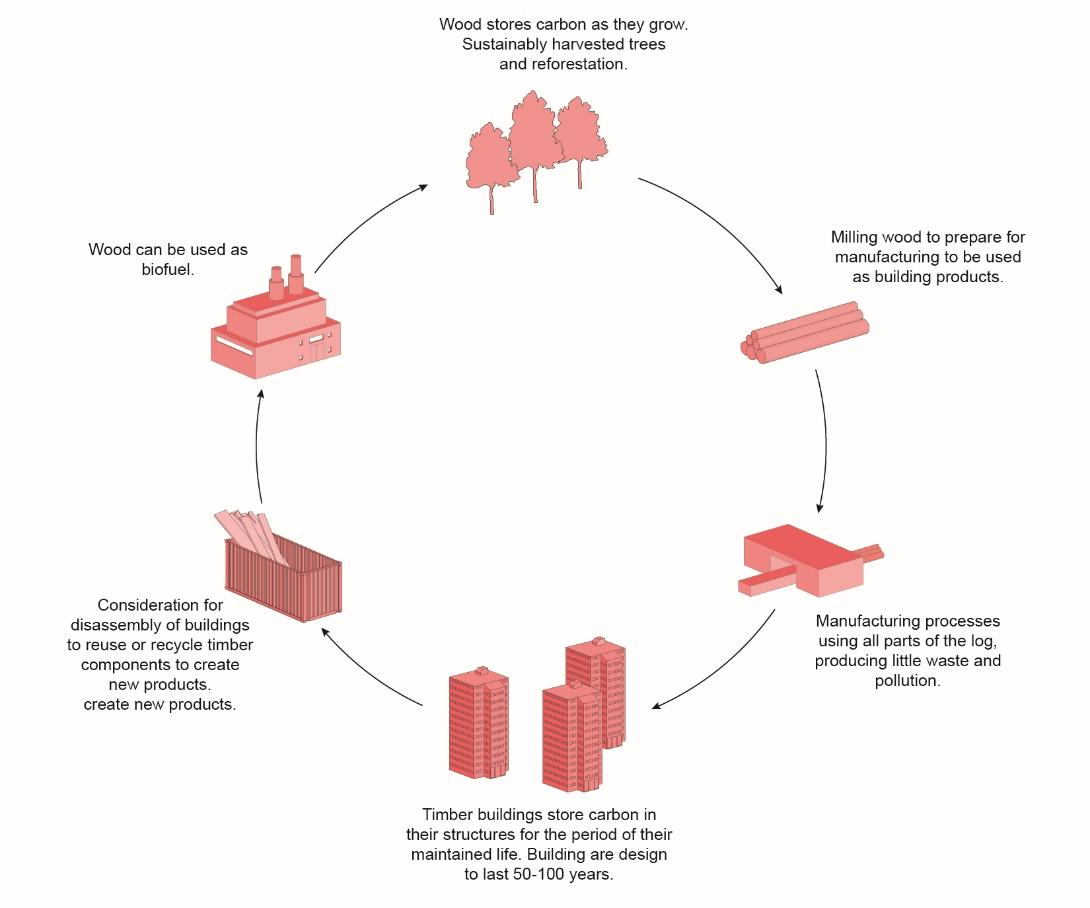 Wood stores carbon as they grow.
Sustainably harvested trees
and reforestation.
Milling wood to prepare for
manufacturing to be used
as building products.
Manufacturing processes
using all parts of the log,
producing little waste and
pollution.
Timber buildings store carbon in
their structures for the period of their
maintained life. Building are design
to last 50-100 years.
Consideration for
disassembly of buildings
to reuse or recycle timber
components to create
new products.
create new products.
Wood can be used as
biofuel.